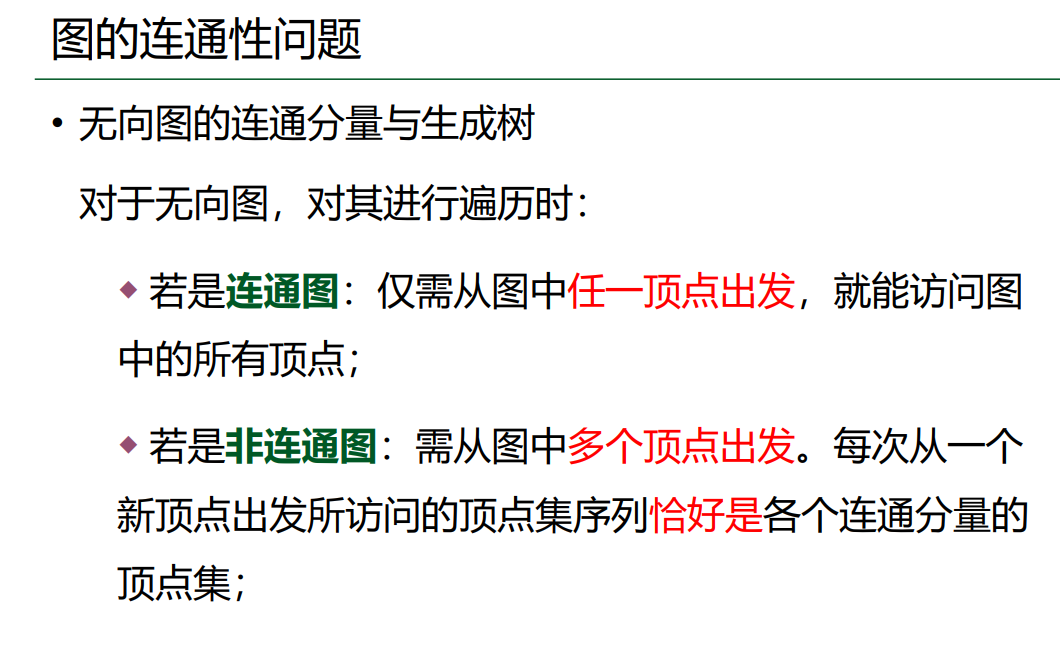 图的连通性问题
• 无向图的连通分量与生成树
对于无向图，对其进行遍历时：
◆ 若是连通图：仅需从图中任一顶点出发，就能访问图
中的所有顶点；
◆ 若是非连通图：需从图中多个顶点出发。每次从一个
新顶点出发所访问的顶点集序列恰好是各个连通分量的
顶点集；